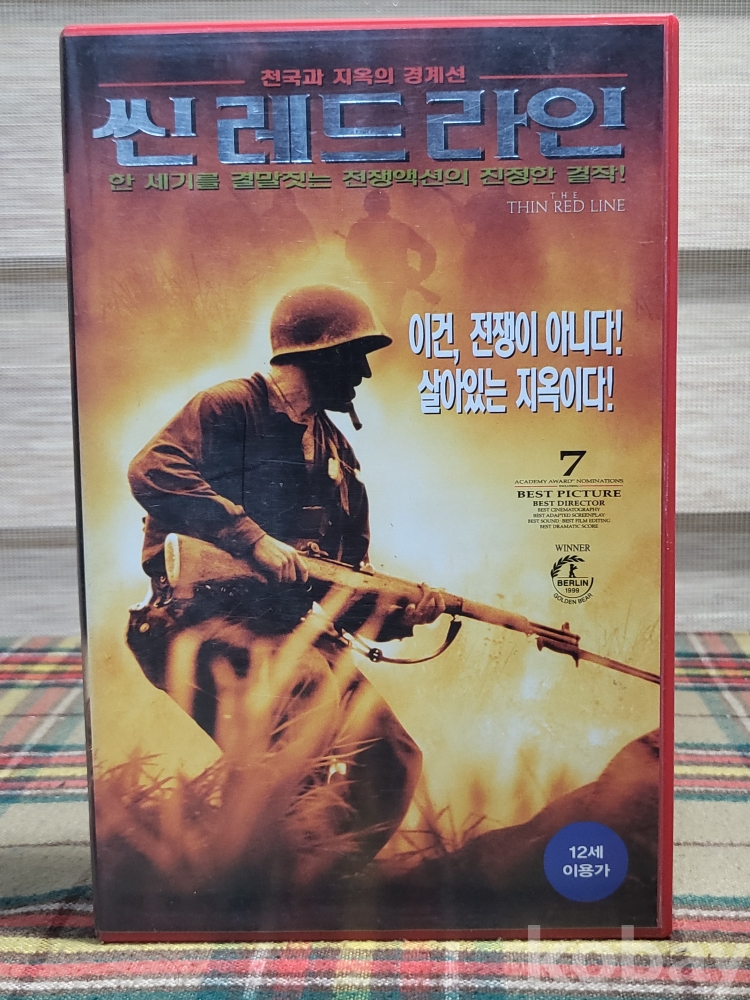 천국과 지옥의 경계선
씬 레드 라인
한 세기를 결말짓는 전쟁액션의 진정한 걸작!
THE
THIN RED LINE
이건, 전쟁이 아니다!
살아있는 지옥이다!
7
ACADEMY AWARD® NOMINATIONS
INCLUDING
BEST PICTURE
BEST DIRECTOR
BEST CINEMATOGRAPHY
BEST ADAPTED SCREENPLAY
BEST SOUND · BEST FILM EDITING
BEST DRAMATIC SCORE
WINNER
BERLIN
1999
GOLDEN BEAR
12세
이용가
kobay